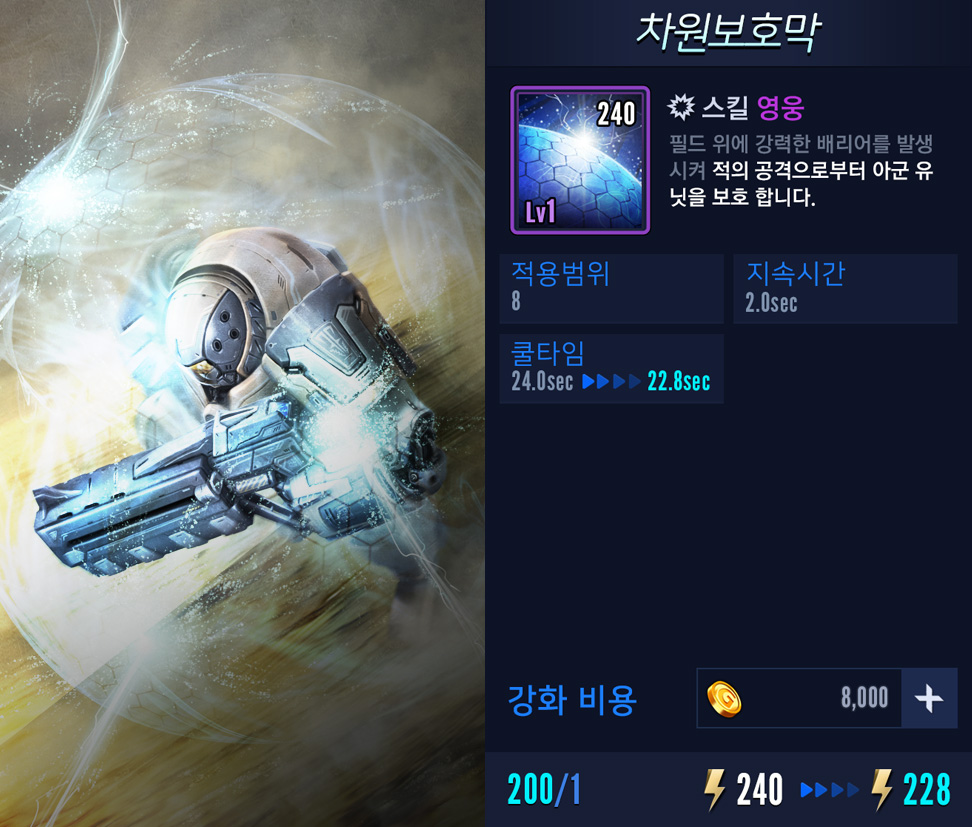 차원보호막
240
Lv1
스킬 영웅
필드 위에 강력한 배리어를 발생
시켜 적의 공격으로부터 아군 유
닛을 보호 합니다.
적용범위
8
지속시간
2.0sec
쿨타임
24.0sec 22.8sec
강화 비용 8,000
200/1 240 228